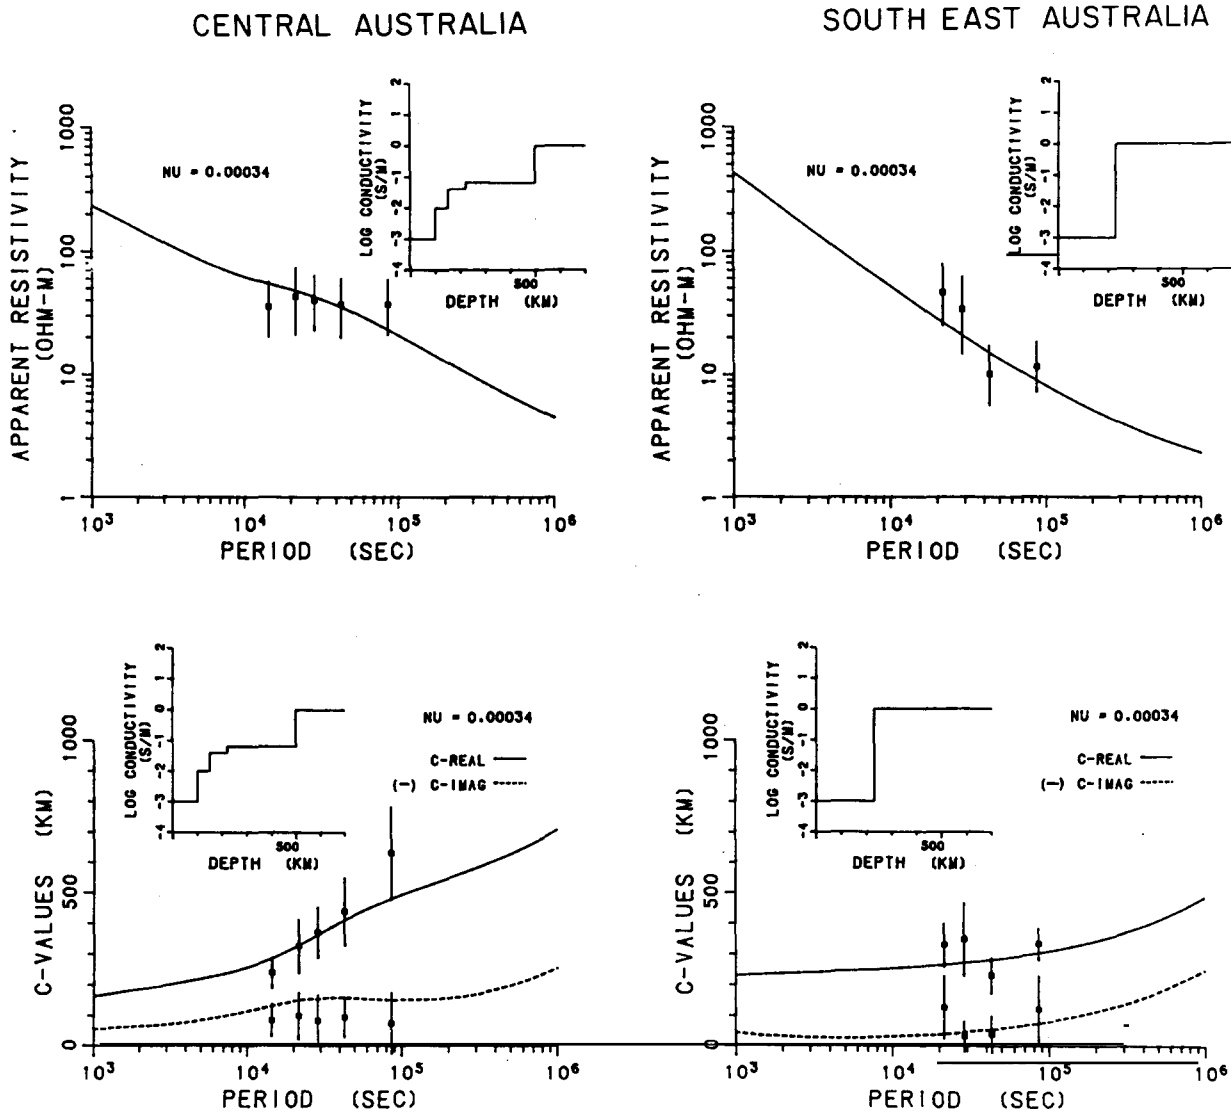 CENTRAL AUSTRALIA
SOUTH EAST AUSTRALIA
APPARENT RESISTIVITY
(OHM-M)
1000
100
10
1
NU = 0.00034
LOG CONDUCTIVITY
(S/M)
2
1
0
-1
-2
-3
-4
500
DEPTH (KM)
10³ 10⁴ 10⁵ 10⁶
PERIOD (SEC)
APPARENT RESISTIVITY
(OHM-M)
1000
100
10
1
NU = 0.00034
LOG CONDUCTIVITY
(S/M)
2
1
0
-1
-2
-3
-4
500
DEPTH (KM)
10³ 10⁴ 10⁵ 10⁶
PERIOD (SEC)
C-VALUES (KM)
1000
500
0
LOG CONDUCTIVITY
(S/M)
2
1
0
-1
-2
-3
-4
500
DEPTH (KM)
NU = 0.00034
C-REAL
(-) C-IMAG
10³ 10⁴ 10⁵ 10⁶
PERIOD (SEC)
C-VALUES (KM)
1000
500
0
LOG CONDUCTIVITY
(S/M)
2
1
0
-1
-2
-3
-4
500
DEPTH (KM)
NU = 0.00034
C-REAL
(-) C-IMAG
10³ 10⁴ 10⁵ 10⁶
PERIOD (SEC)